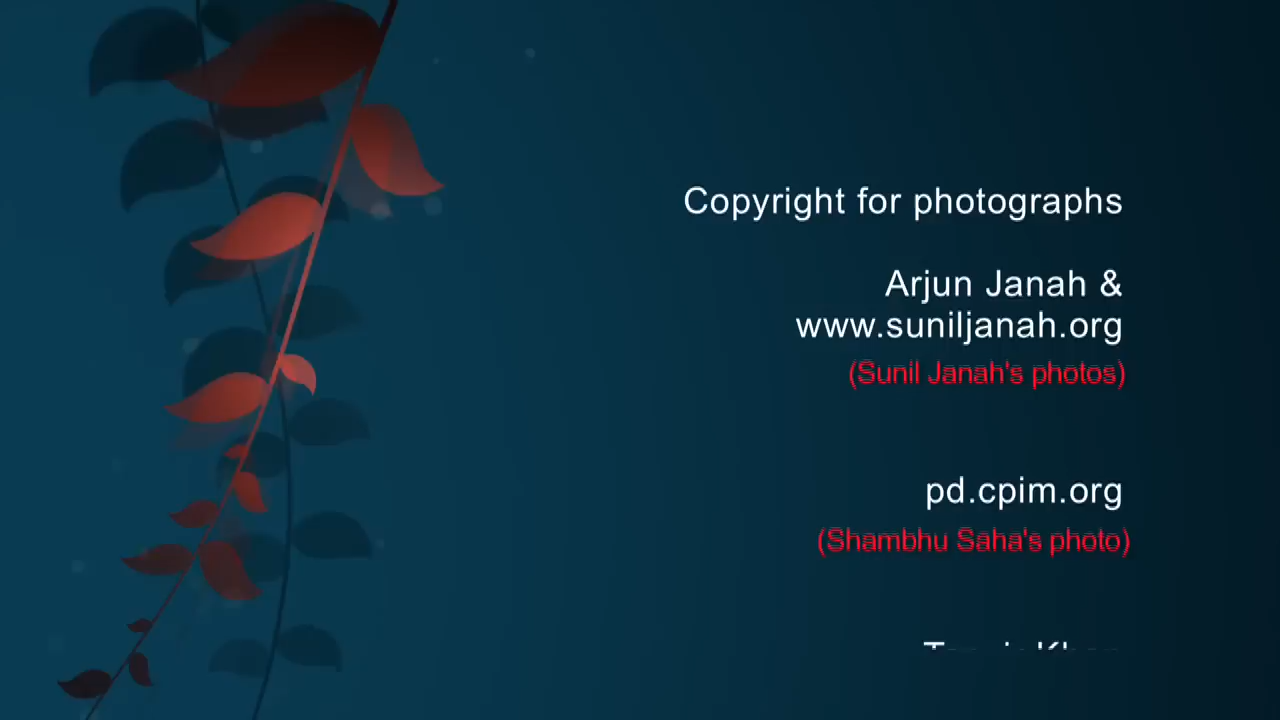 Copyright for photographs
Arjun Janah &
www.suniljanah.org
(Sunil Janah's photos)
pd.cpim.org
(Shambhu Saha's photo)